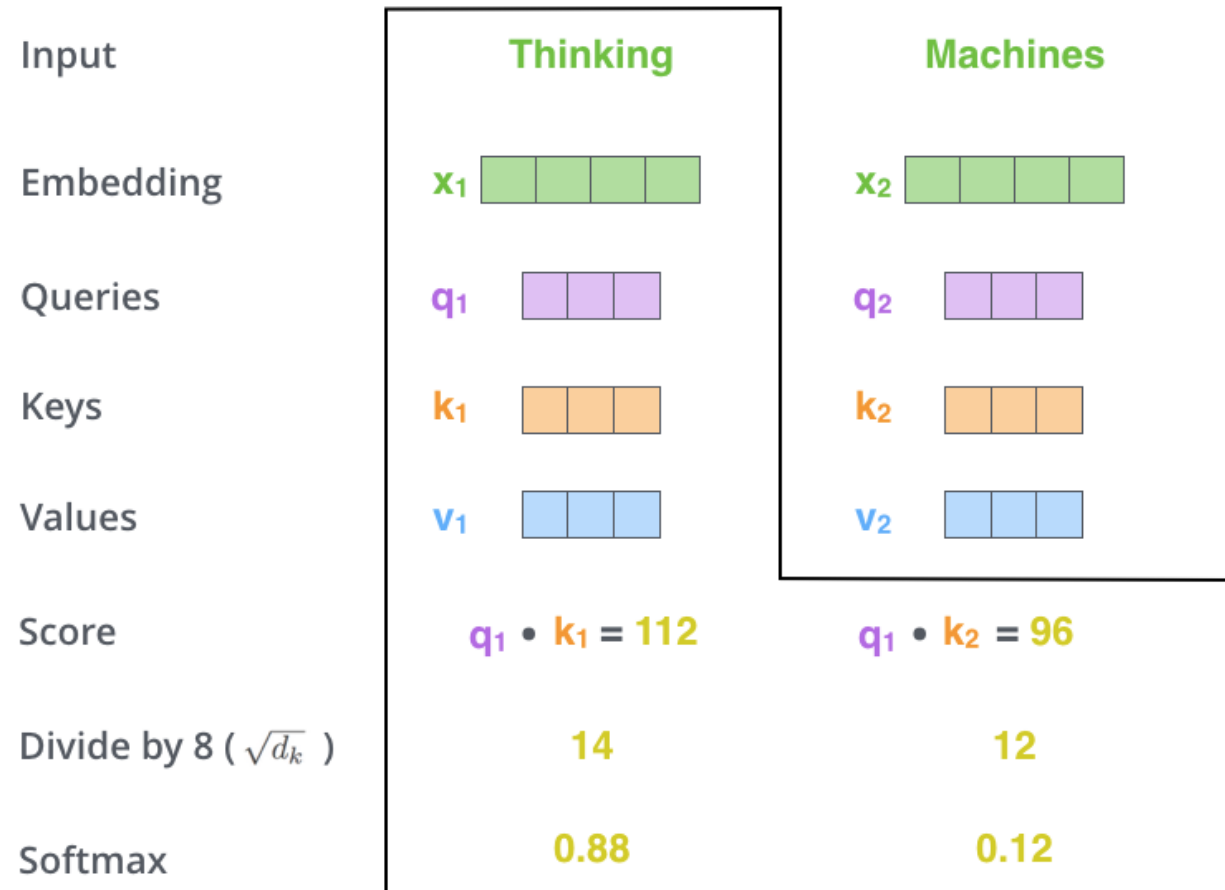 Input Thinking Machines
Embedding x₁ x₂
Queries q₁ q₂
Keys k₁ k₂
Values v₁ v₂
Score q₁ • k₁ = 112 q₁ • k₂ = 96
Divide by 8 ( √dₖ ) 14 12
Softmax 0.88 0.12